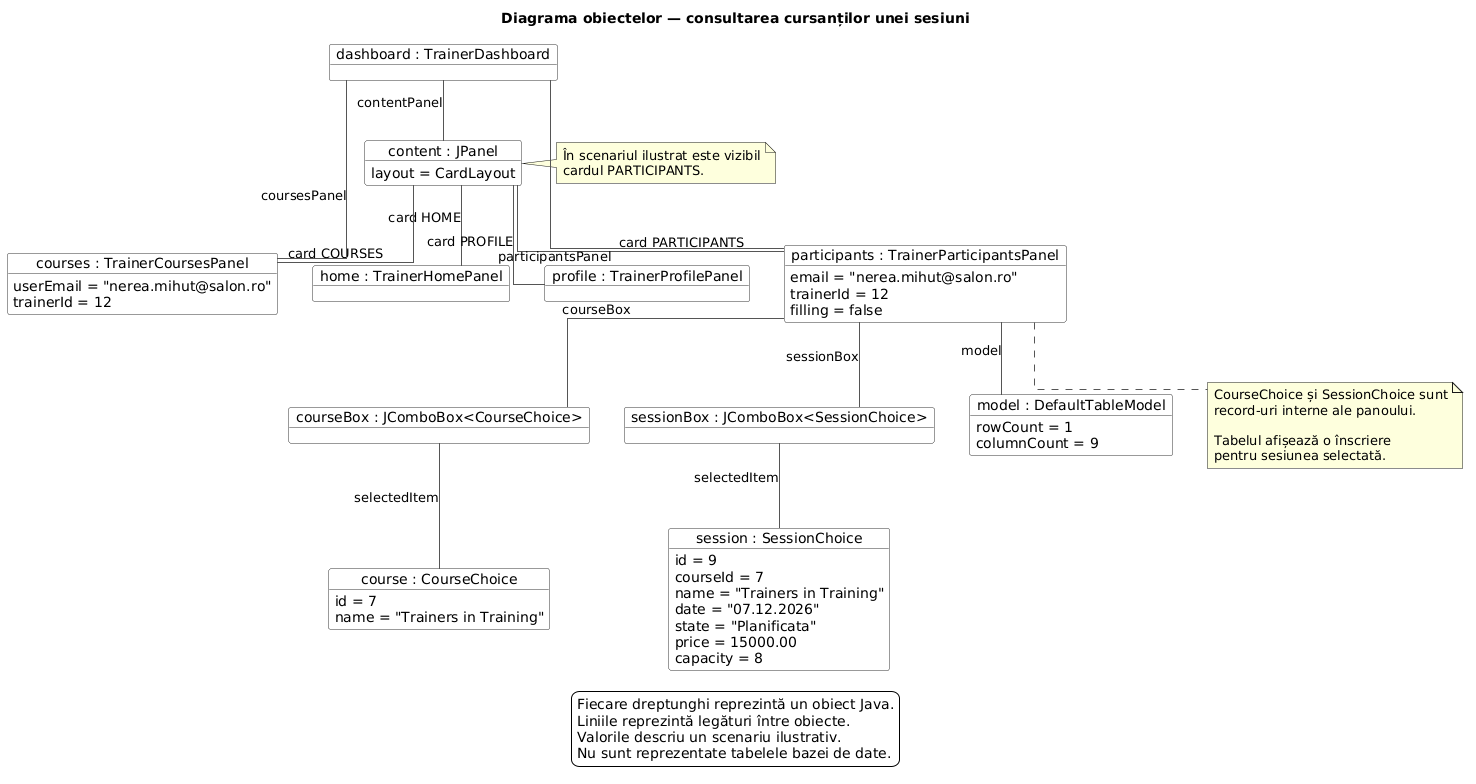 Diagrama obiectelor — consultarea cursanților unei sesiuni
dashboard : TrainerDashboard
contentPanel
content : JPanel
layout = CardLayout
În scenariul ilustrat este vizibil
cardul PARTICIPANTS.
coursesPanel
card HOME
card PROFILE
card COURSES
card PARTICIPANTS
participantsPanel
courses : TrainerCoursesPanel
userEmail = "nerea.mihut@salon.ro"
trainerId = 12
home : TrainerHomePanel
profile : TrainerProfilePanel
participants : TrainerParticipantsPanel
email = "nerea.mihut@salon.ro"
trainerId = 12
filling = false
courseBox
sessionBox
model
courseBox : JComboBox<CourseChoice>
sessionBox : JComboBox<SessionChoice>
model : DefaultTableModel
rowCount = 1
columnCount = 9
CourseChoice și SessionChoice sunt
record-uri interne ale panoului.
Tabelul afișează o înscriere
pentru sesiunea selectată.
selectedItem
selectedItem
course : CourseChoice
id = 7
name = "Trainers in Training"
session : SessionChoice
id = 9
courseId = 7
name = "Trainers in Training"
date = "07.12.2026"
state = "Planificata"
price = 15000.00
capacity = 8
Fiecare dreptunghi reprezintă un obiect Java.
Liniile reprezintă legături între obiecte.
Valorile descriu un scenariu ilustrativ.
Nu sunt reprezentate tabelele bazei de date.